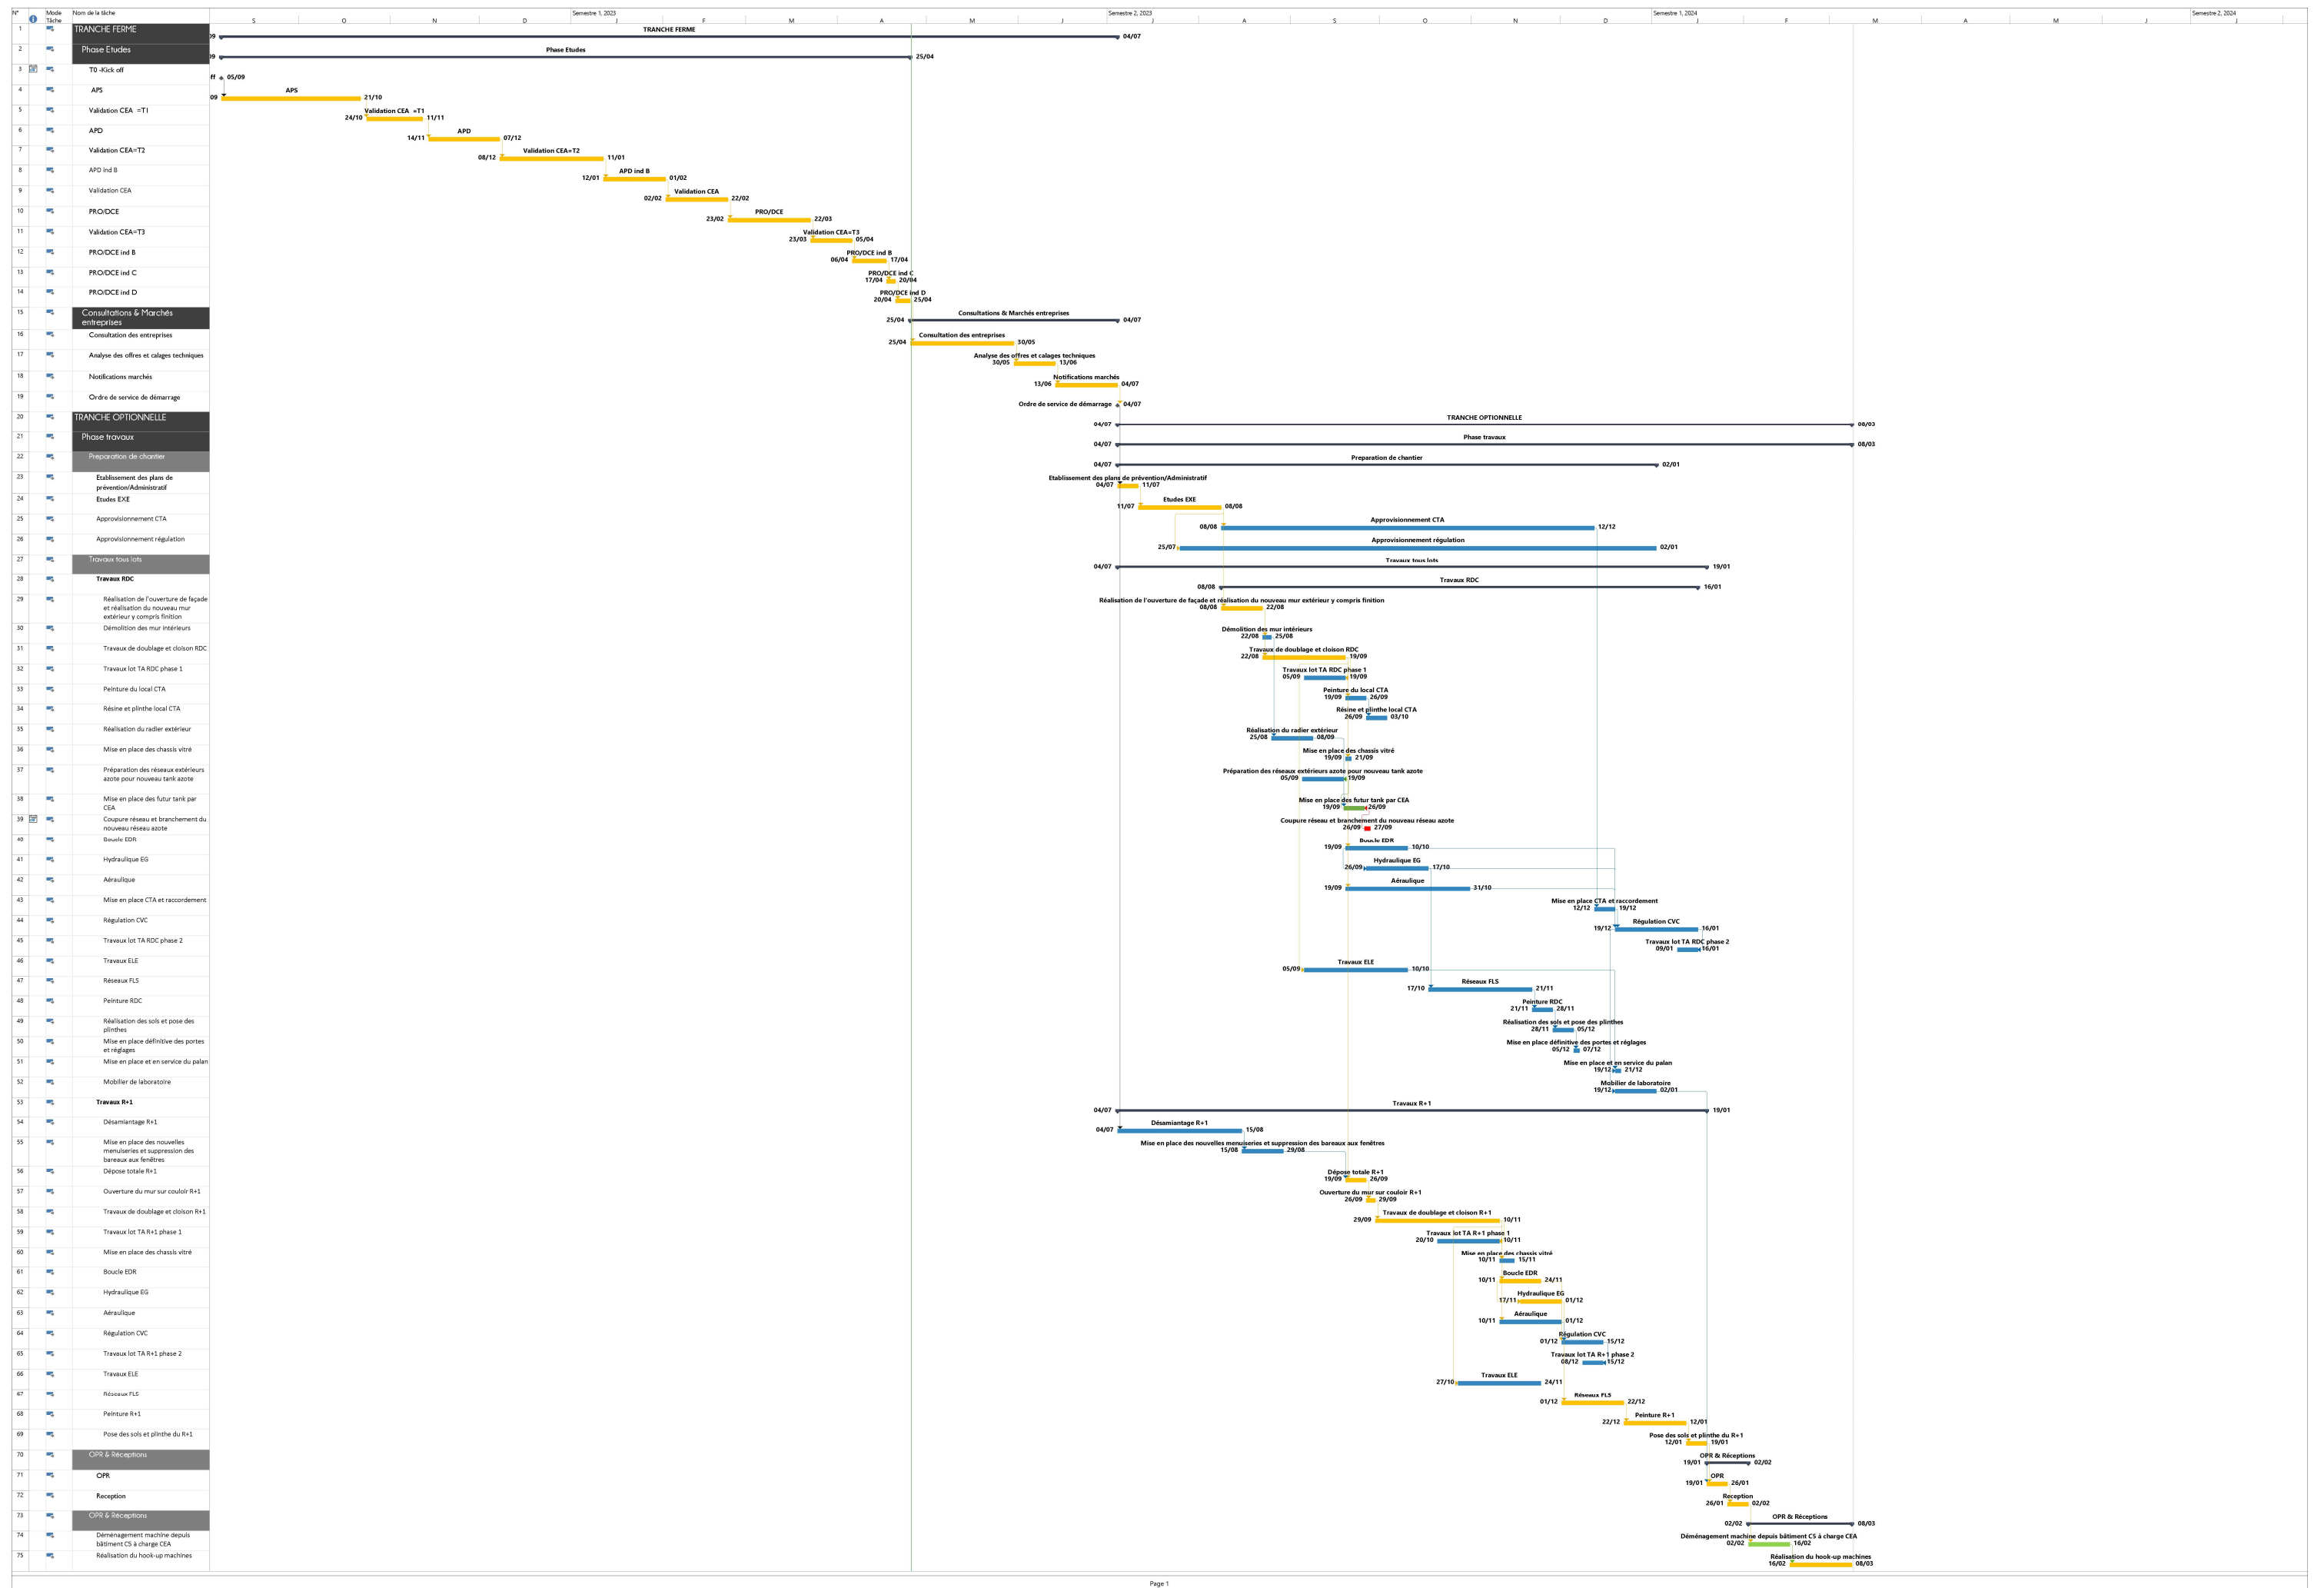 N° Mode Tâche Nom de la tâche Semestre 1, 2023 Semestre 2, 2023 Semestre 1, 2024 Semestre 2, 2024
S O N D J F M A M J J A S O N D J F M A M J J
1 TRANCHE FERME 09 TRANCHE FERME 04/07
2 Phase Etudes 09 Phase Etudes 25/04
3 T0 -Kick off ff 05/09
4 APS 09 APS 21/10
5 Validation CEA =T1 24/10 Validation CEA =T1 11/11
6 APD 14/11 APD 07/12
7 Validation CEA=T2 08/12 Validation CEA=T2 11/01
8 APD ind B 12/01 APD ind B 01/02
9 Validation CEA 02/02 Validation CEA 22/02
10 PRO/DCE 23/02 PRO/DCE 22/03
11 Validation CEA=T3 23/03 Validation CEA=T3 05/04
12 PRO/DCE ind B 06/04 PRO/DCE ind B 17/04
13 PRO/DCE ind C 17/04 PRO/DCE ind C 20/04
14 PRO/DCE ind D 20/04 PRO/DCE ind D 25/04
15 Consultations & Marchés entreprises 25/04 Consultations & Marchés entreprises 04/07
16 Consultation des entreprises 25/04 Consultation des entreprises 30/05
17 Analyse des offres et calages techniques 30/05 Analyse des offres et calages techniques 13/06
18 Notifications marchés 13/06 Notifications marchés 04/07
19 Ordre de service de démarrage Ordre de service de démarrage 04/07
20 TRANCHE OPTIONNELLE 04/07 TRANCHE OPTIONNELLE 08/03
21 Phase travaux 04/07 Phase travaux 08/03
22 Preparation de chantier 04/07 Preparation de chantier 02/01
23 Etablissement des plans de prévention/Administratif 04/07 Etablissement des plans de prévention/Administratif 11/07
24 Etudes EXE 11/07 Etudes EXE 08/08
25 Approvisionnement CTA 08/08 Approvisionnement CTA 12/12
26 Approvisionnement régulation 25/07 Approvisionnement régulation 02/01
27 Travaux tous lots 04/07 Travaux tous lots 19/01
28 Travaux RDC 08/08 Travaux RDC 16/01
29 Réalisation de l'ouverture de façade et réalisation du nouveau mur extérieur y compris finition 08/08 Réalisation de l'ouverture de façade et réalisation du nouveau mur extérieur y compris finition 22/08
30 Démolition des mur intérieurs 22/08 Démolition des mur intérieurs 25/08
31 Travaux de doublage et cloison RDC 22/08 Travaux de doublage et cloison RDC 19/09
32 Travaux lot TA RDC phase 1 05/09 Travaux lot TA RDC phase 1 19/09
33 Peinture du local CTA 19/09 Peinture du local CTA 26/09
34 Résine et plinthe local CTA 26/09 Résine et plinthe local CTA 03/10
35 Réalisation du radier extérieur 25/08 Réalisation du radier extérieur 08/09
36 Mise en place des chassis vitré 19/09 Mise en place des chassis vitré 21/09
37 Préparation des réseaux extérieurs azote pour nouveau tank azote 05/09 Préparation des réseaux extérieurs azote pour nouveau tank azote 19/09
38 Mise en place des futur tank par CEA 19/09 Mise en place des futur tank par CEA 26/09
39 Coupure réseau et branchement du nouveau réseau azote 26/09 Coupure réseau et branchement du nouveau réseau azote 27/09
40 Boucle EDR 19/09 Boucle EDR 10/10
41 Hydraulique EG 26/09 Hydraulique EG 17/10
42 Aéraulique 19/09 Aéraulique 31/10
43 Mise en place CTA et raccordement 12/12 Mise en place CTA et raccordement 19/12
44 Régulation CVC 19/12 Régulation CVC 16/01
45 Travaux lot TA RDC phase 2 09/01 Travaux lot TA RDC phase 2 16/01
46 Travaux ELE 05/09 Travaux ELE 10/10
47 Réseaux FLS 17/10 Réseaux FLS 21/11
48 Peinture RDC 21/11 Peinture RDC 28/11
49 Réalisation des sols et pose des plinthes 28/11 Réalisation des sols et pose des plinthes 05/12
50 Mise en place définitive des portes et réglages 05/12 Mise en place définitive des portes et réglages 07/12
51 Mise en place et en service du palan 19/12 Mise en place et en service du palan 21/12
52 Mobilier de laboratoire 19/12 Mobilier de laboratoire 02/01
53 Travaux R+1 04/07 Travaux R+1 19/01
54 Désamiantage R+1 04/07 Désamiantage R+1 15/08
55 Mise en place des nouvelles menuiseries et suppression des bareaux aux fenêtres 15/08 Mise en place des nouvelles menuiseries et suppression des bareaux aux fenêtres 29/08
56 Dépose totale R+1 19/09 Dépose totale R+1 26/09
57 Ouverture du mur sur couloir R+1 26/09 Ouverture du mur sur couloir R+1 29/09
58 Travaux de doublage et cloison R+1 29/09 Travaux de doublage et cloison R+1 10/11
59 Travaux lot TA R+1 phase 1 20/10 Travaux lot TA R+1 phase 1 10/11
60 Mise en place des chassis vitré 10/11 Mise en place des chassis vitré 15/11
61 Boucle EDR 10/11 Boucle EDR 24/11
62 Hydraulique EG 17/11 Hydraulique EG 01/12
63 Aéraulique 10/11 Aéraulique 01/12
64 Régulation CVC 01/12 Régulation CVC 15/12
65 Travaux lot TA R+1 phase 2 08/12 Travaux lot TA R+1 phase 2 15/12
66 Travaux ELE 27/10 Travaux ELE 24/11
67 Réseaux FLS 01/12 Réseaux FLS 22/12
68 Peinture R+1 22/12 Peinture R+1 12/01
69 Pose des sols et plinthe du R+1 12/01 Pose des sols et plinthe du R+1 19/01
70 OPR & Réceptions 19/01 OPR & Réceptions 02/02
71 OPR 19/01 OPR 26/01
72 Reception 26/01 Reception 02/02
73 OPR & Réceptions 02/02 OPR & Réceptions 08/03
74 Déménagement machine depuis bâtiment C5 à charge CEA 02/02 Déménagement machine depuis bâtiment C5 à charge CEA 16/02
75 Réalisation du hook-up machines 16/02 Réalisation du hook-up machines 08/03
Page 1